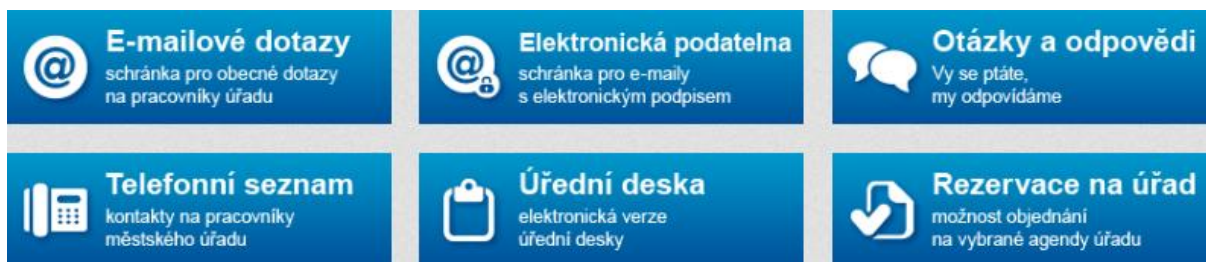 E-mailové dotazy
schránka pro obecné dotazy
na pracovníky úřadu
Elektronická podatelna
schránka pro e-maily
s elektronickým podpisem
Otázky a odpovědi
Vy se ptáte,
my odpovídáme
Telefonní seznam
kontakty na pracovníky
městského úřadu
Úřední deska
elektronická verze
úřední desky
Rezervace na úřad
možnost objednání
na vybrané agendy úřadu